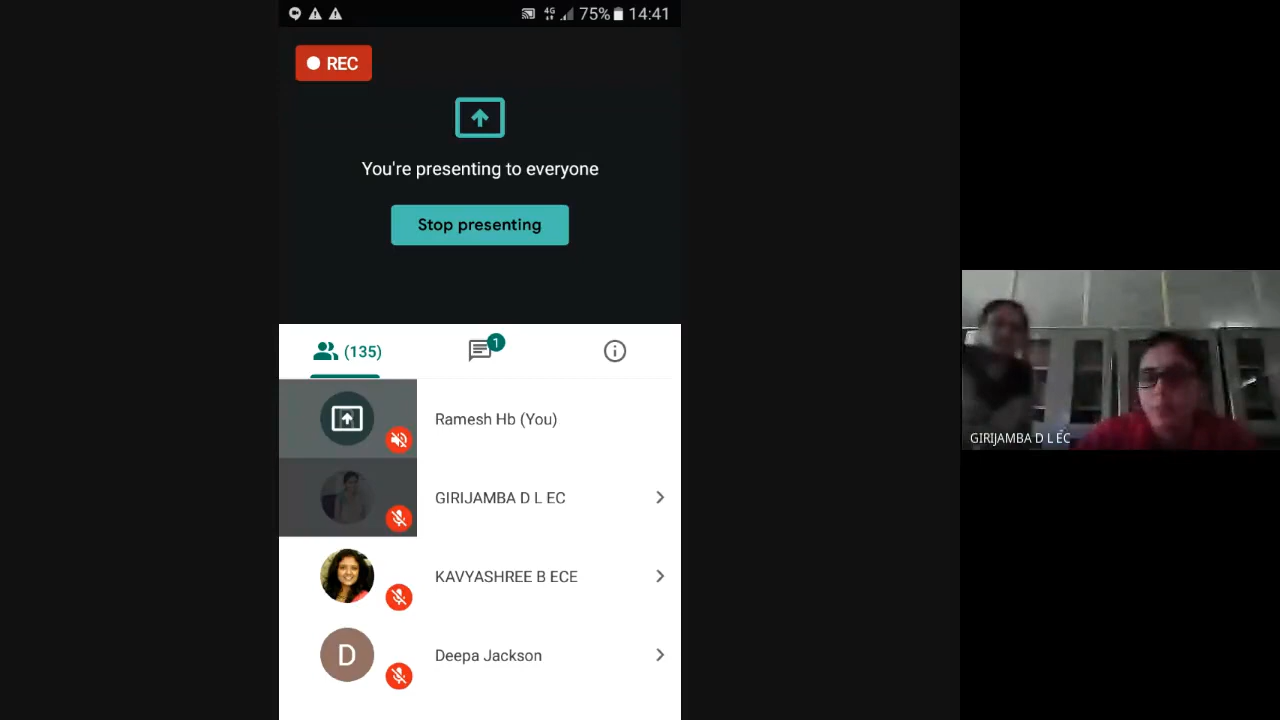 4G 75% 14:41
REC
You're presenting to everyone
Stop presenting
(135)
1
Ramesh Hb (You)
GIRIJAMBA D L EC
KAVYASHREE B ECE
D
Deepa Jackson
GIRIJAMBA D L EC